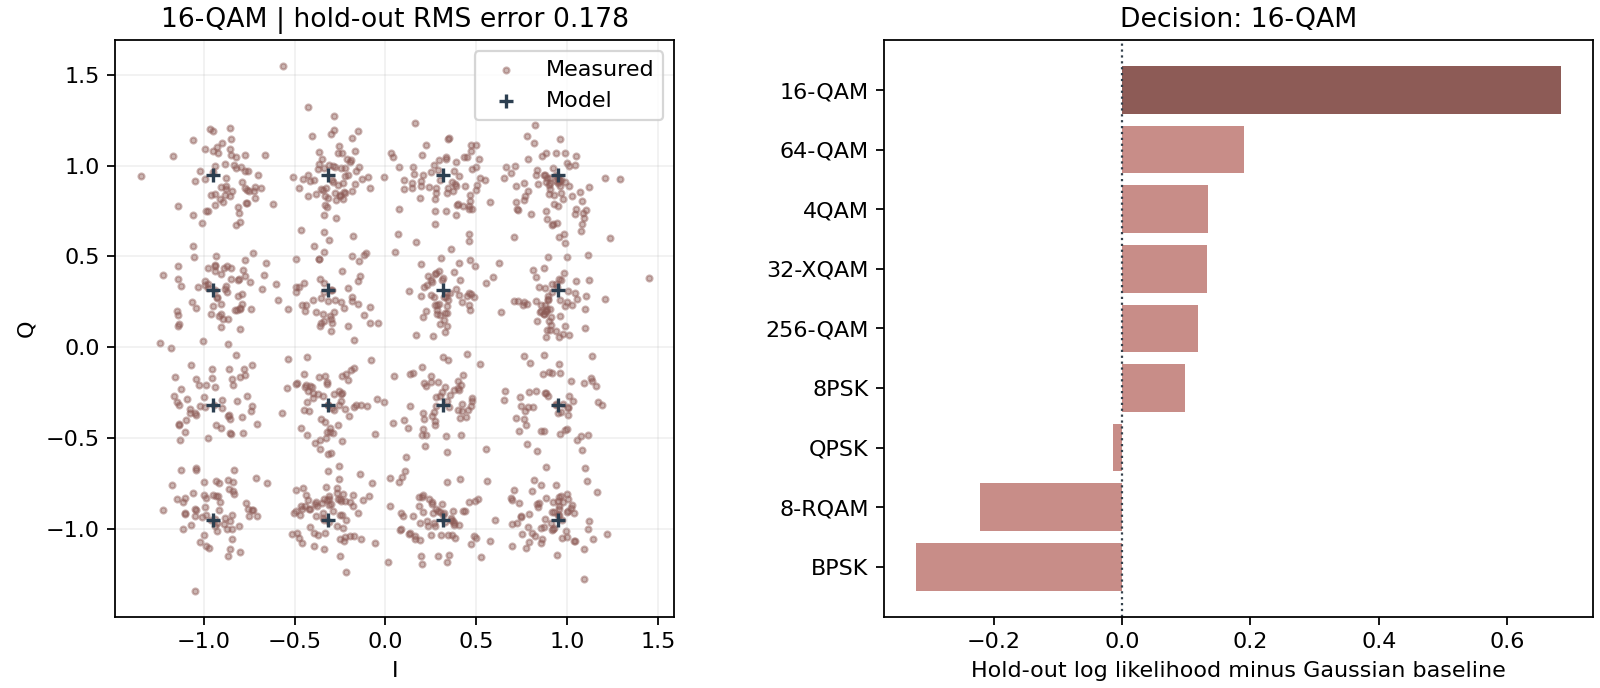 16-QAM | hold-out RMS error 0.178
Measured
Model
1.5
1.0
0.5
0.0
−0.5
−1.0
Q
−1.0
−0.5
0.0
0.5
1.0
1.5
I
Decision: 16-QAM
16-QAM
64-QAM
4QAM
32-XQAM
256-QAM
8PSK
QPSK
8-RQAM
BPSK
−0.2
0.0
0.2
0.4
0.6
Hold-out log likelihood minus Gaussian baseline